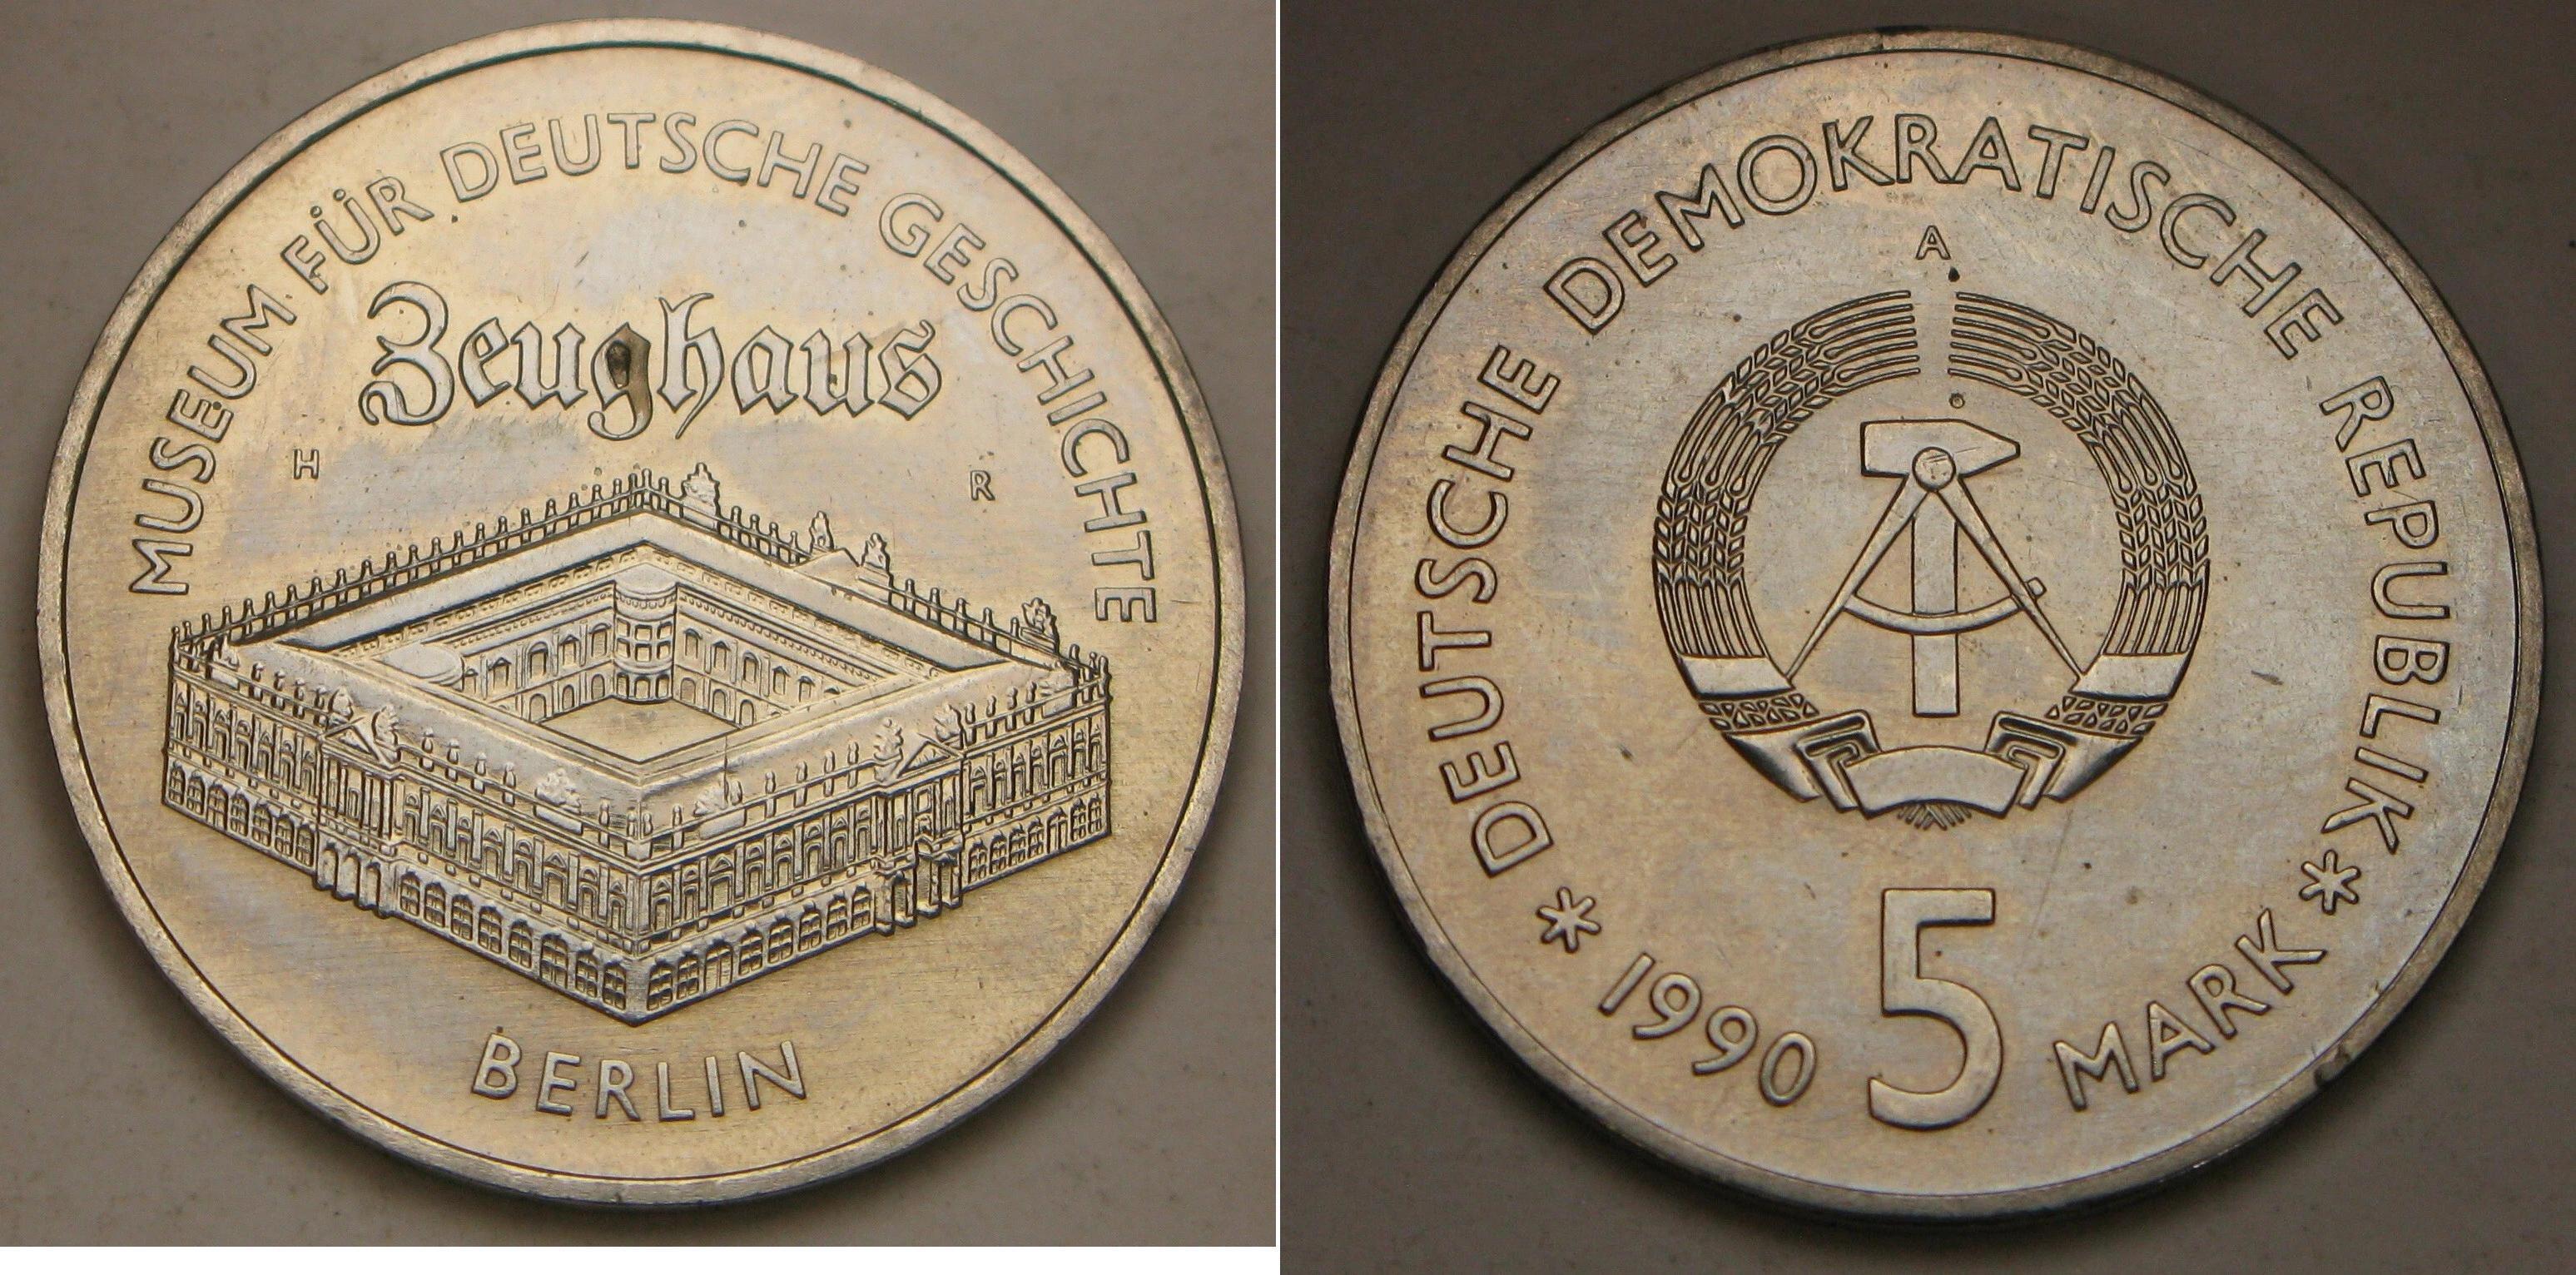 MUSEUM FÜR DEUTSCHE GESCHICHTE
Zeughaus
H R
BERLIN
DEUTSCHE DEMOKRATISCHE REPUBLIK
A
* 1990 5 MARK *